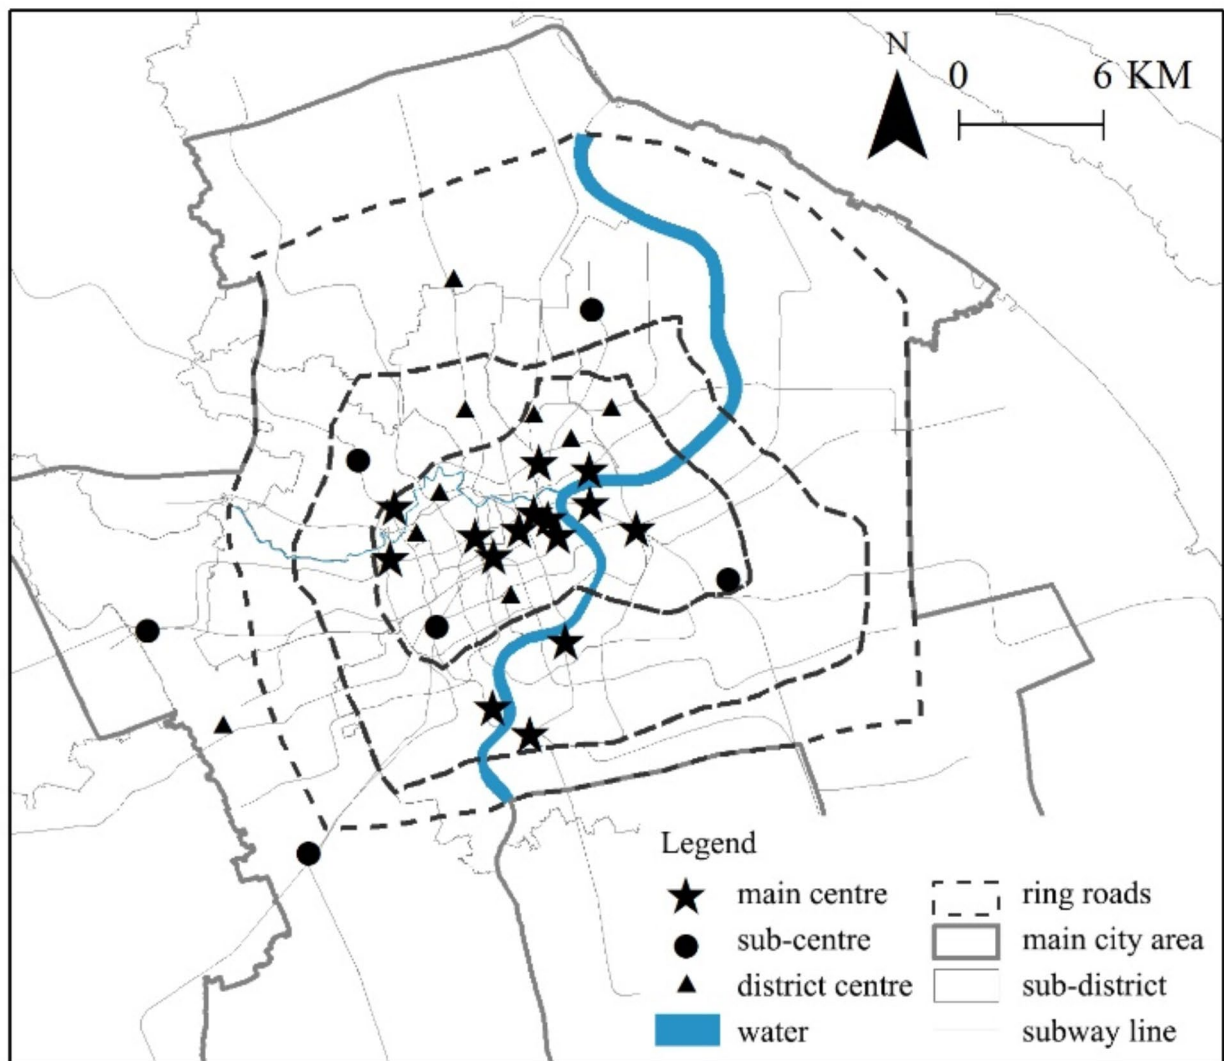 N
0 6 KM
Legend
main centre
sub-centre
district centre
water
ring roads
main city area
sub-district
subway line